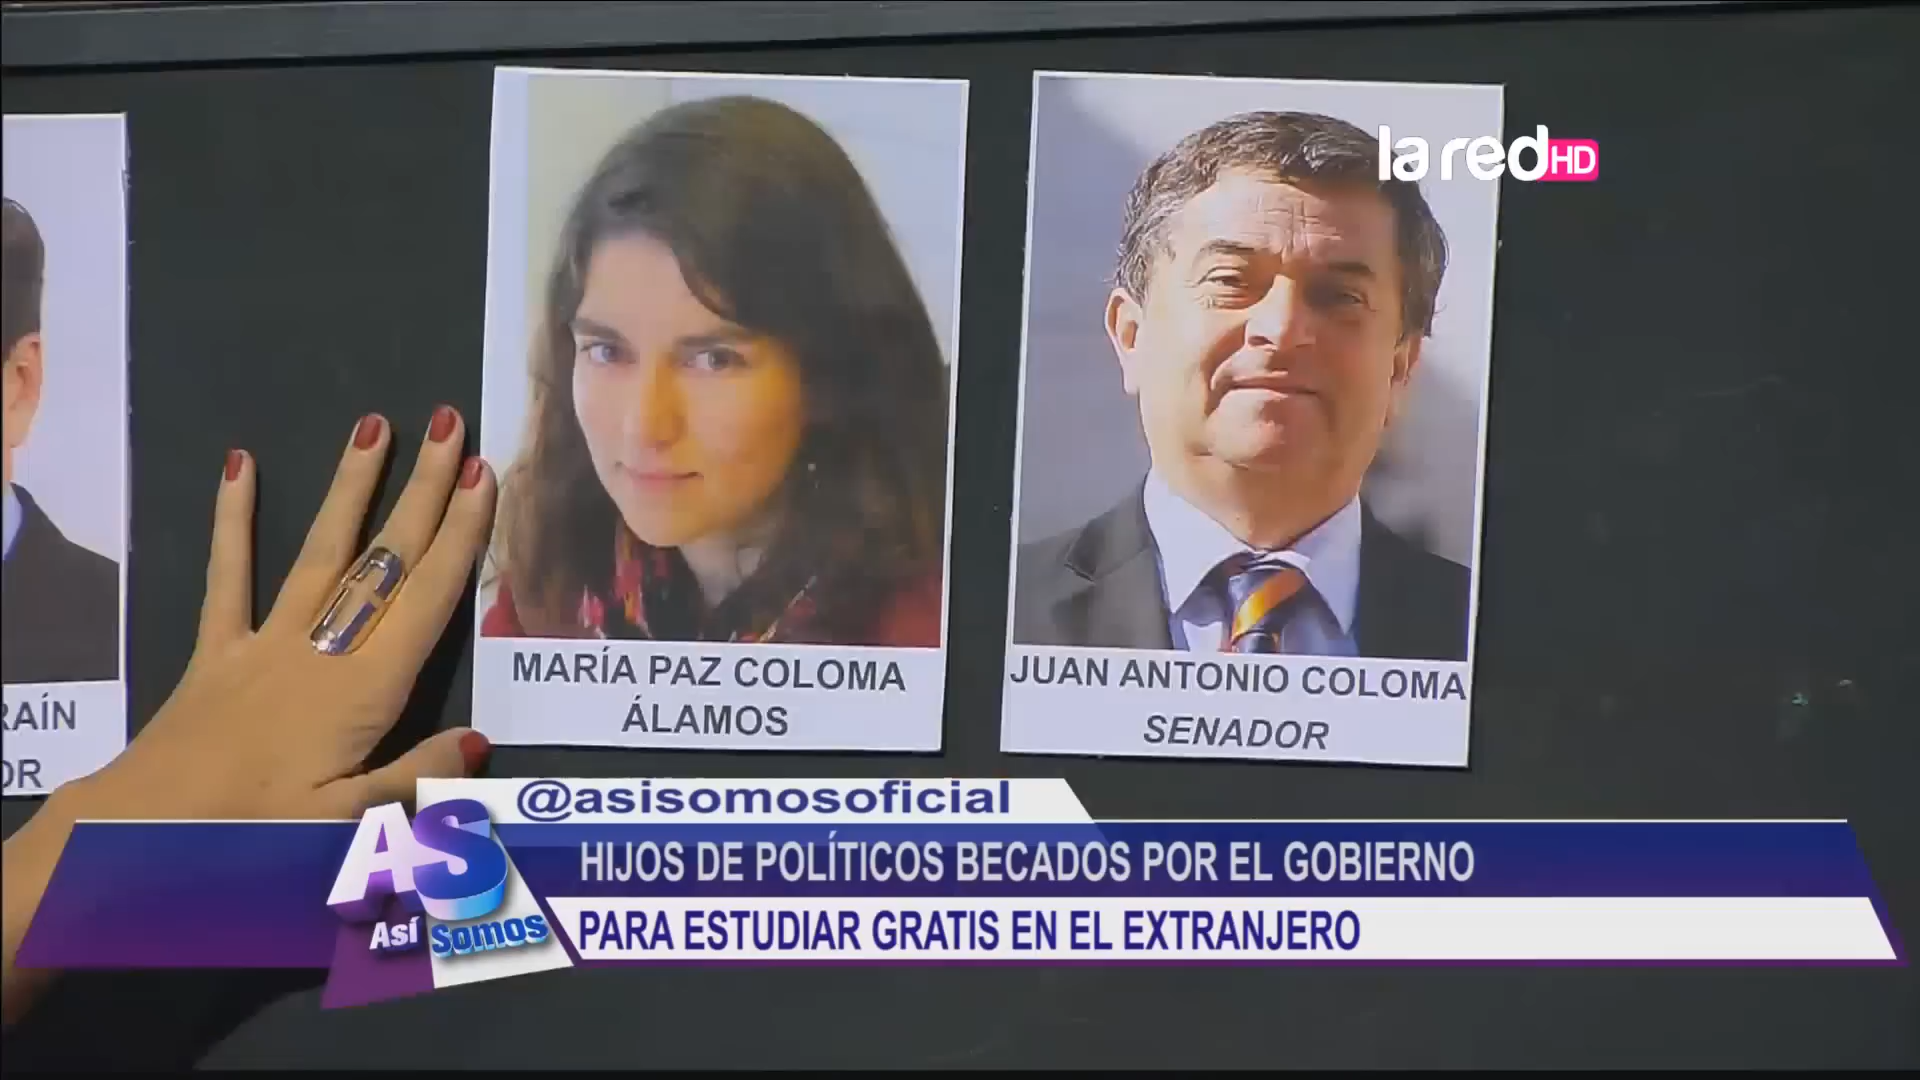 la red HD
MARÍA PAZ COLOMA
ÁLAMOS
JUAN ANTONIO COLOMA
SENADOR
RAÍN
OR
@asisomosoficial
AS
Así Somos
HIJOS DE POLÍTICOS BECADOS POR EL GOBIERNO
PARA ESTUDIAR GRATIS EN EL EXTRANJERO